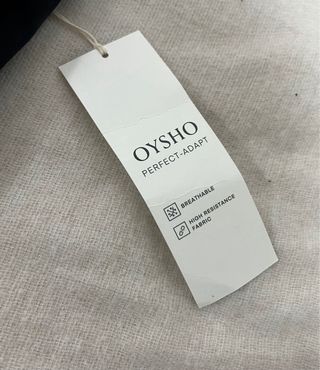 OYSHO
PERFECT-ADAPT
BREATHABLE
HIGH RESISTANCE
FABRIC